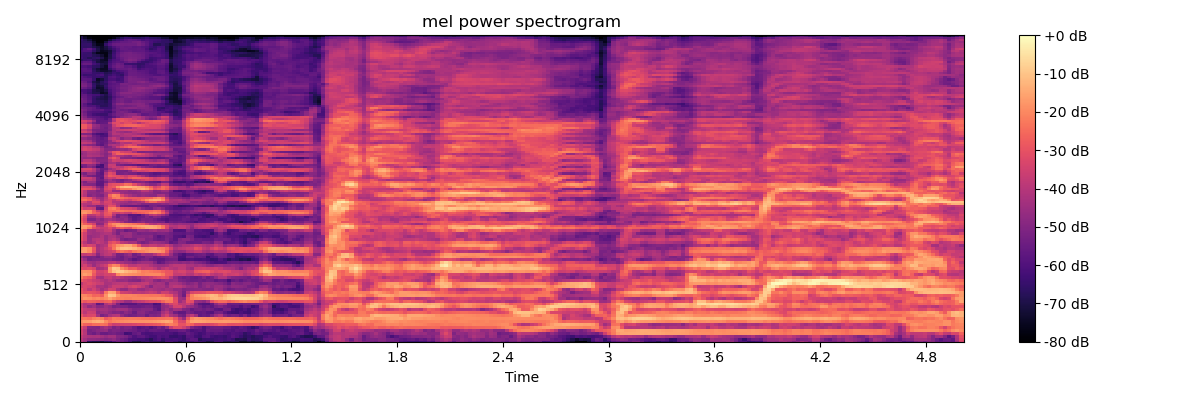 mel power spectrogram
Hz
8192
4096
2048
1024
512
0
0 0.6 1.2 1.8 2.4 3 3.6 4.2 4.8
Time
+0 dB
-10 dB
-20 dB
-30 dB
-40 dB
-50 dB
-60 dB
-70 dB
-80 dB